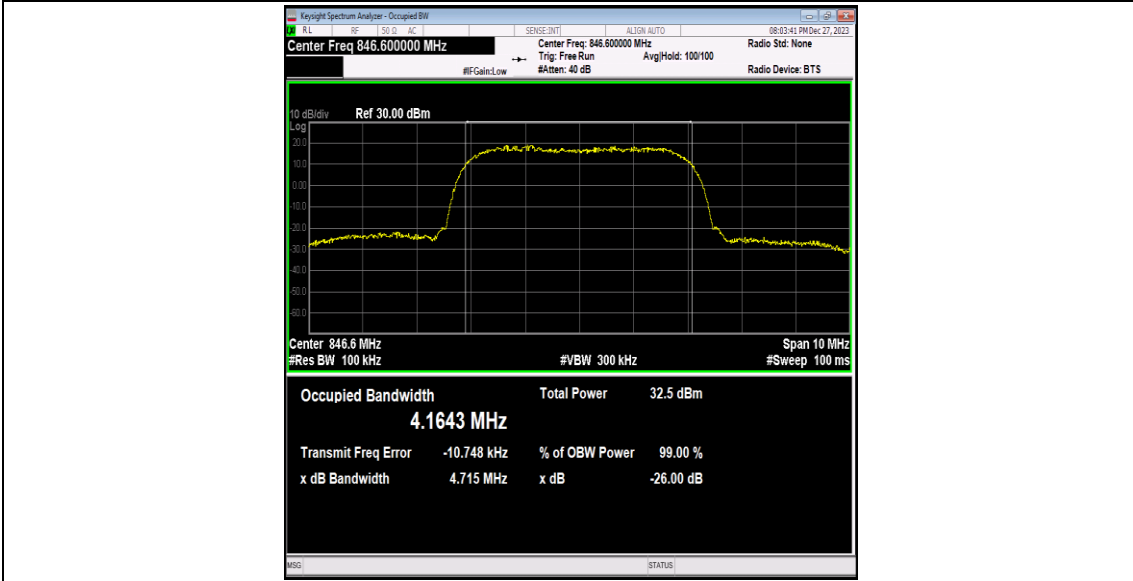 Keysight Spectrum Analyzer - Occupied BW
RL RF 50 Ω AC SENSE:INT ALIGN AUTO 08:03:41 PM Dec 27, 2023
Center Freq 846.600000 MHz Center Freq: 846.600000 MHz Radio Std: None
Trig: Free Run Avg|Hold: 100/100
#IFGain:Low #Atten: 40 dB Radio Device: BTS
10 dB/div Ref 30.00 dBm
Log
20.0
10.0
0.00
-10.0
-20.0
-30.0
-40.0
-50.0
-60.0
Center 846.6 MHz Span 10 MHz
#Res BW 100 kHz #VBW 300 kHz #Sweep 100 ms
Occupied Bandwidth Total Power 32.5 dBm
4.1643 MHz
Transmit Freq Error -10.748 kHz % of OBW Power 99.00 %
x dB Bandwidth 4.715 MHz x dB -26.00 dB
MSG STATUS